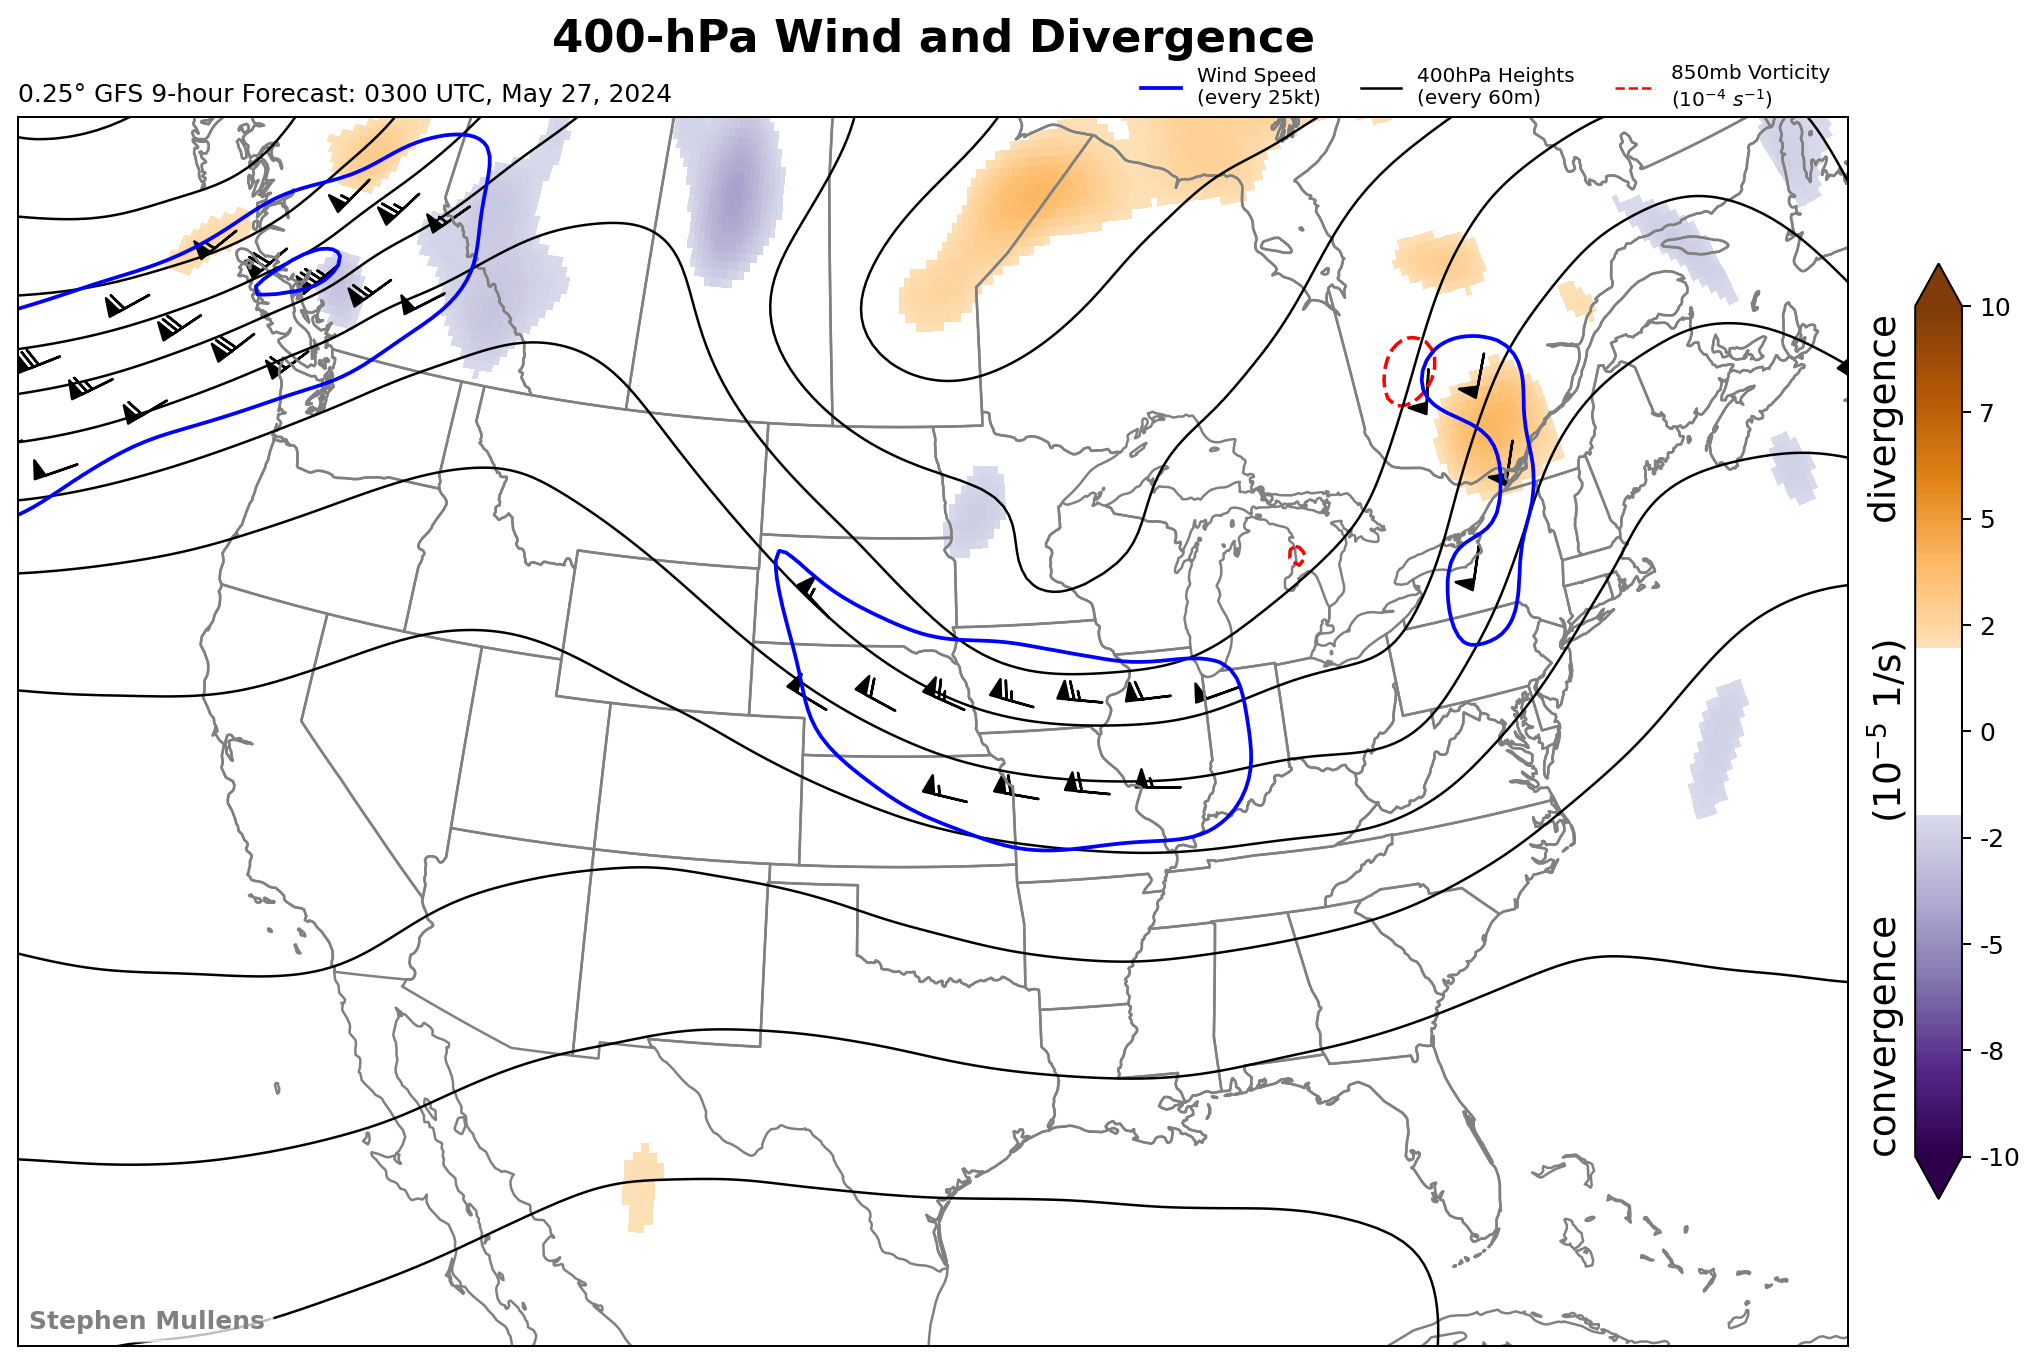 400-hPa Wind and Divergence
0.25° GFS 9-hour Forecast: 0300 UTC, May 27, 2024
Wind Speed
(every 25kt)
400hPa Heights
(every 60m)
850mb Vorticity
(10⁻⁴ s⁻¹)
10
7
5
2
0
-2
-5
-8
-10
convergence (10⁻⁵ 1/s) divergence
Stephen Mullens